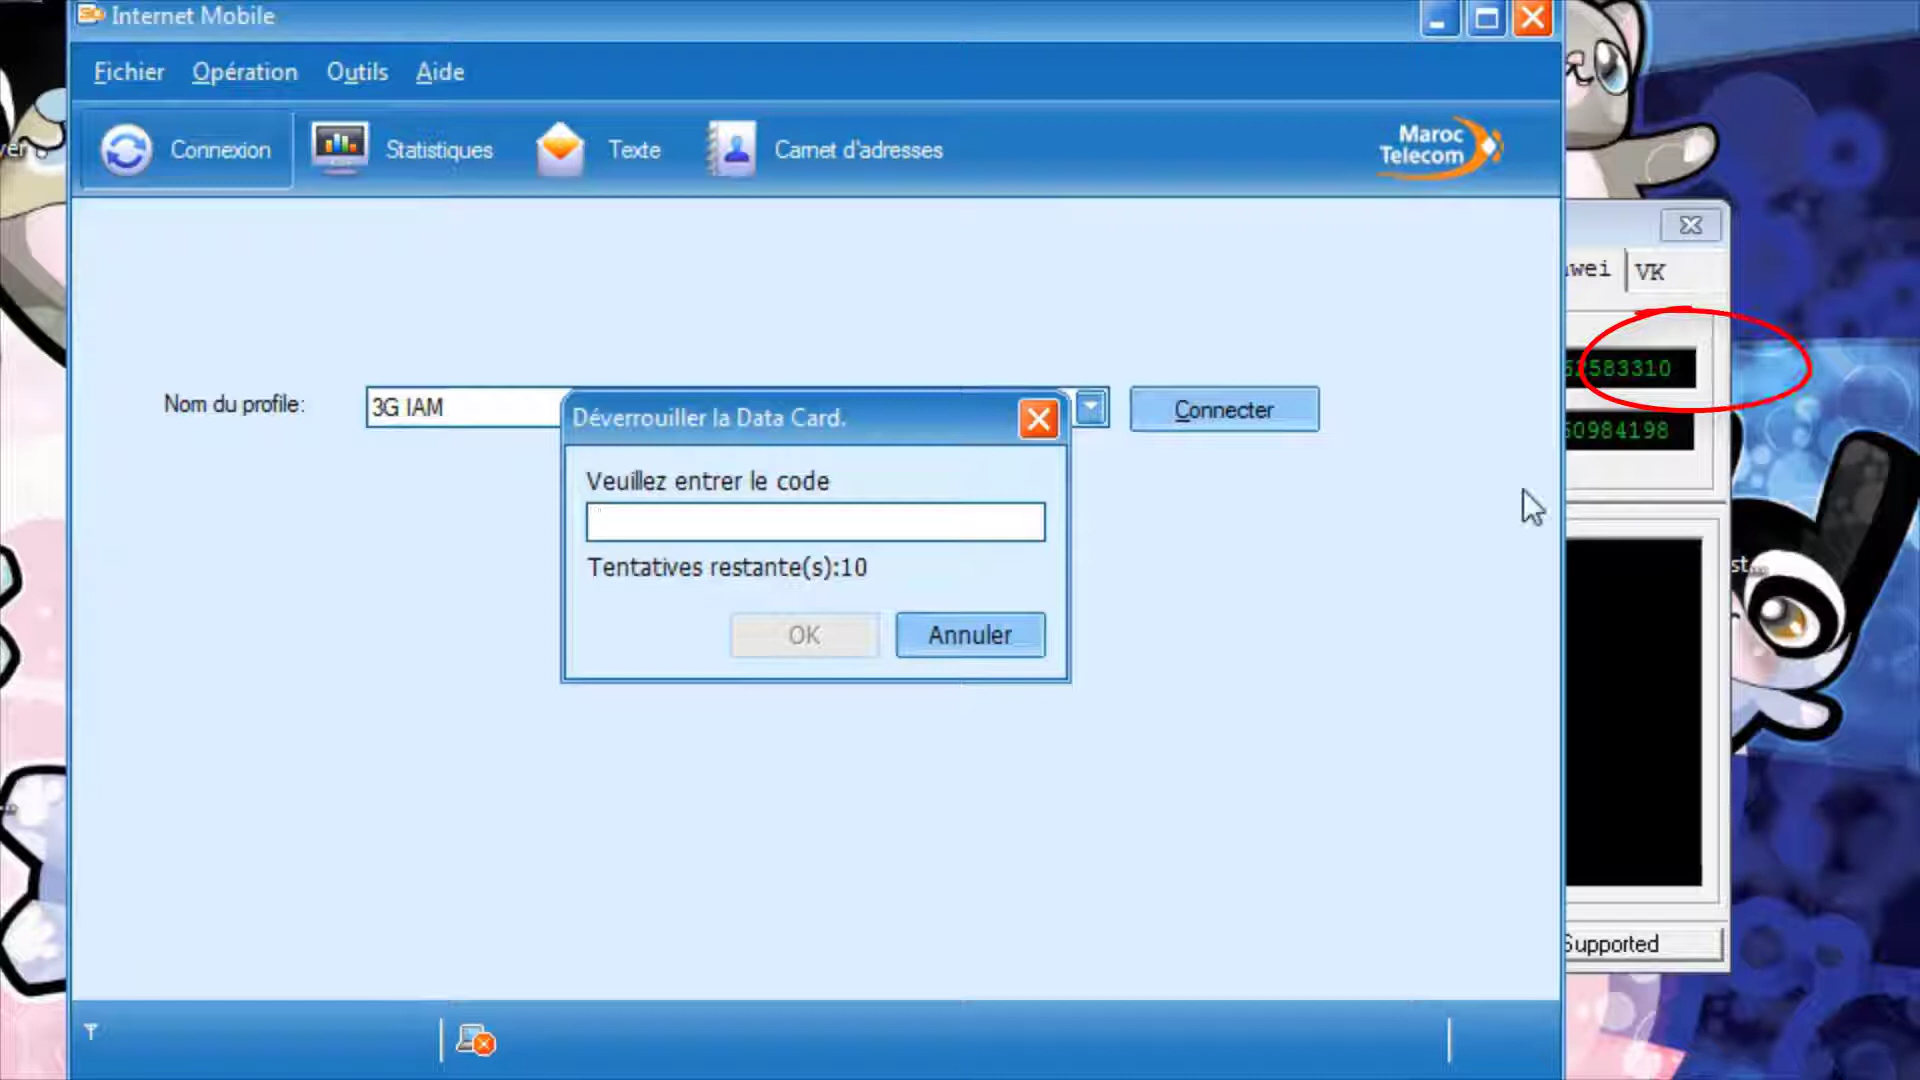 Internet Mobile
Fichier Opération Outils Aide
Connexion Statistiques Texte Carnet d'adresses
Maroc
Telecom
VK
583310
Nom du profile: 3G IAM Connecter
0984198
Déverrouiller la Data Card.
Veuillez entrer le code
Tentatives restante(s):10
OK Annuler
st...
Supported